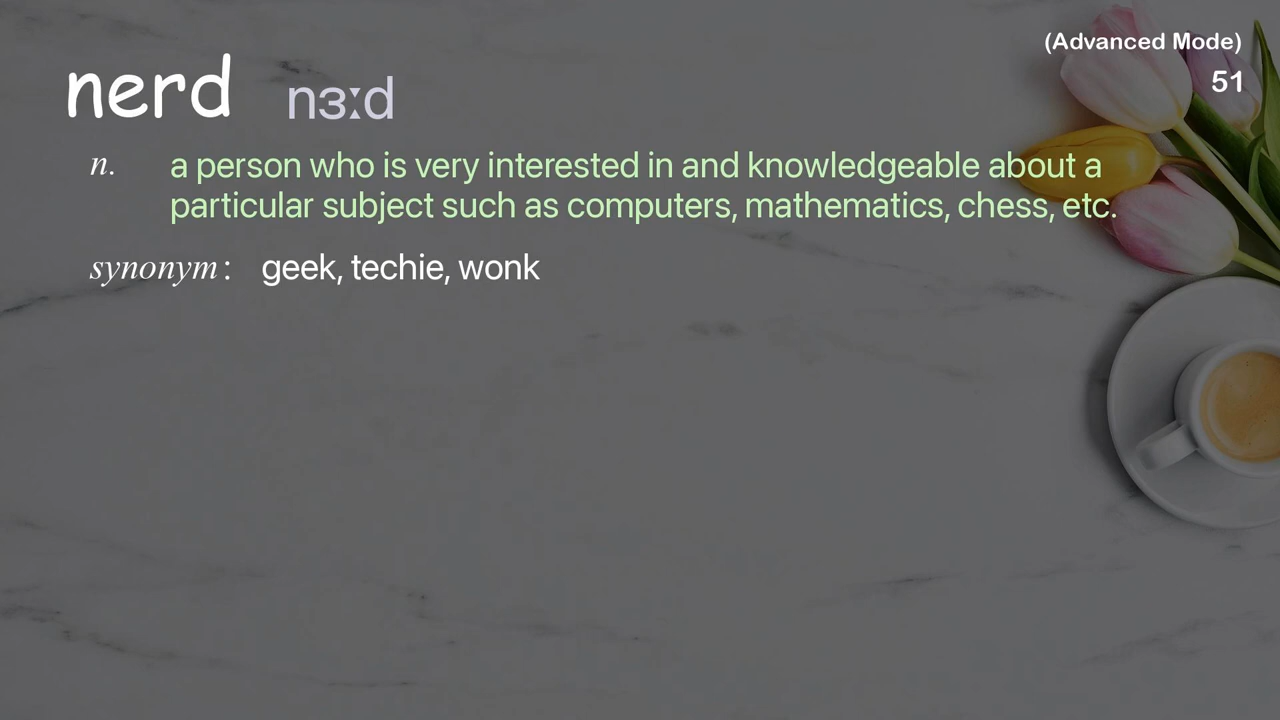 (Advanced Mode)
51
nerd nɜːd
n. a person who is very interested in and knowledgeable about a
particular subject such as computers, mathematics, chess, etc.
synonym: geek, techie, wonk